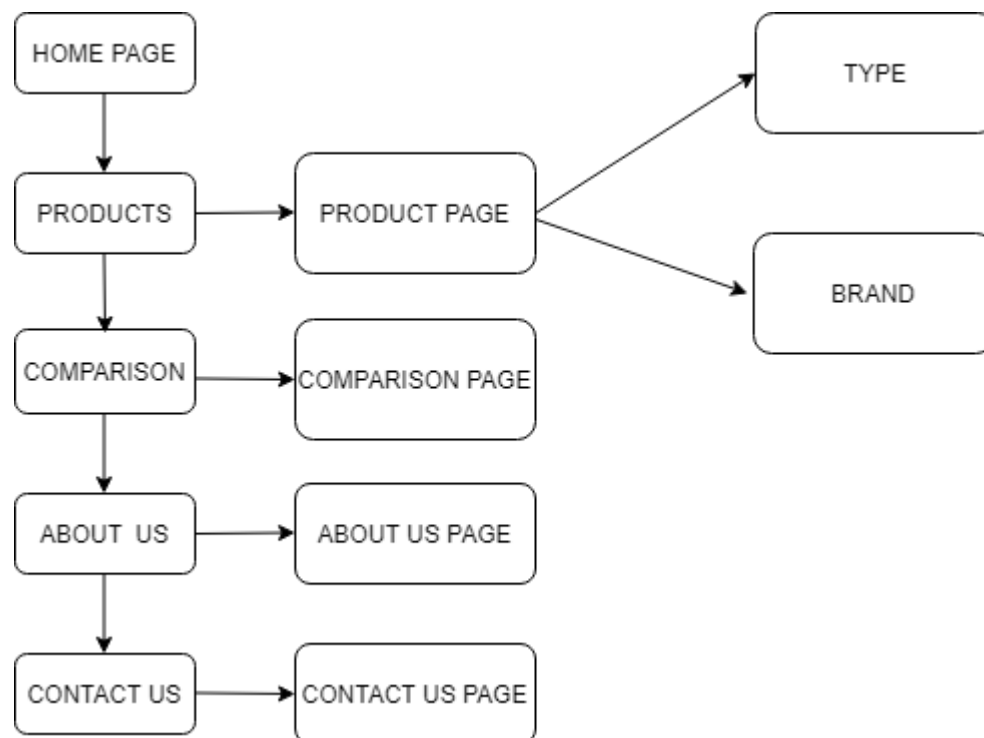 HOME PAGE
TYPE
PRODUCTS
PRODUCT PAGE
BRAND
COMPARISON
COMPARISON PAGE
ABOUT  US
ABOUT US PAGE
CONTACT US
CONTACT US PAGE